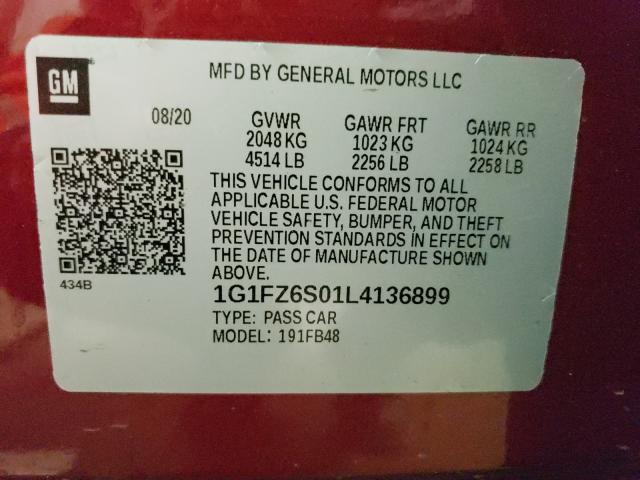 GM
MFD BY GENERAL MOTORS LLC
08/20 GVWR GAWR FRT GAWR RR
2048 KG 1023 KG 1024 KG
4514 LB 2256 LB 2258 LB
THIS VEHICLE CONFORMS TO ALL
APPLICABLE U.S. FEDERAL MOTOR
VEHICLE SAFETY, BUMPER, AND THEFT
PREVENTION STANDARDS IN EFFECT ON
THE DATE OF MANUFACTURE SHOWN
ABOVE.
434B
1G1FZ6S01L4136899
TYPE: PASS CAR
MODEL: 191FB48